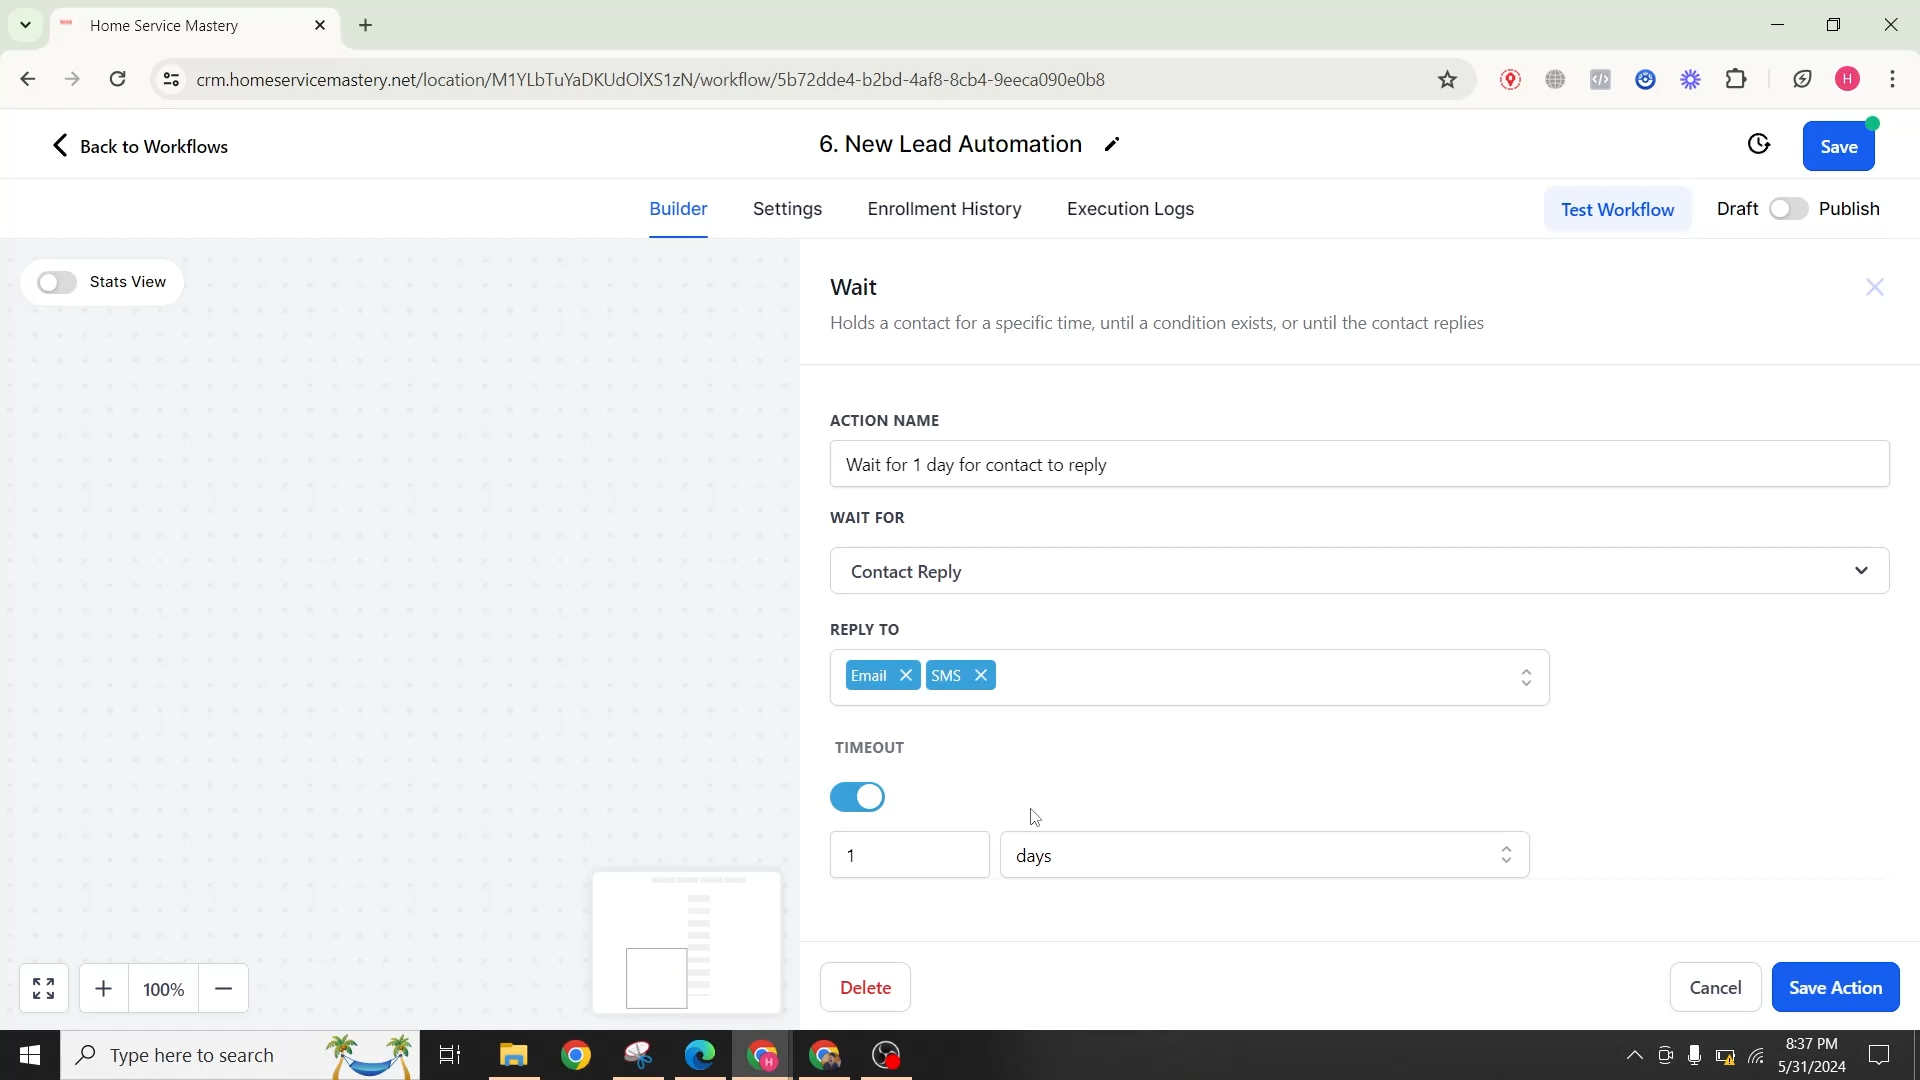 Home Service Mastery
crm.homeservicemastery.net/location/M1YLbTuYaDKUdOlXS1zN/workflow/5b72dde4-b2bd-4af8-8cb4-9eeca090e0b8
H
Back to Workflows
6. New Lead Automation
Save
Builder
Settings
Enrollment History
Execution Logs
Test Workflow
Draft
Publish
Stats View
Wait
Holds a contact for a specific time, until a condition exists, or until the contact replies
ACTION NAME
Wait for 1 day for contact to reply
WAIT FOR
Contact Reply
REPLY TO
Email
SMS
TIMEOUT
1
days
100%
Delete
Cancel
Save Action
Type here to search
H
8:37 PM
5/31/2024